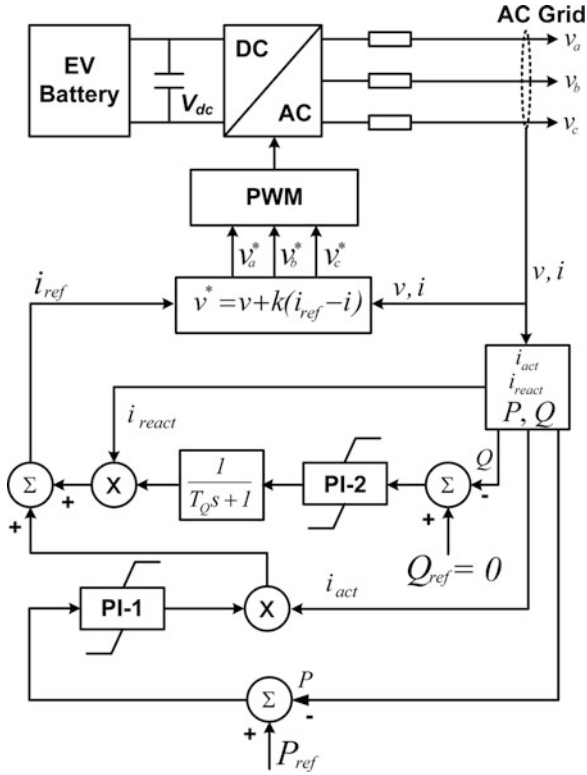 AC Grid
EV
Battery
V_dc
DC
AC
v_a
v_b
v_c
PWM
v_a^*
v_b^*
v_c^*
i_ref
v^* = v+k(i_ref − i)
v, i
v, i
i_act
i_react
P, Q
i_react
Q
Σ
+
+
X
1
T_Q s + 1
PI-2
Σ
-
+
Q_ref = 0
PI-1
X
i_act
P
Σ
-
+
P_ref